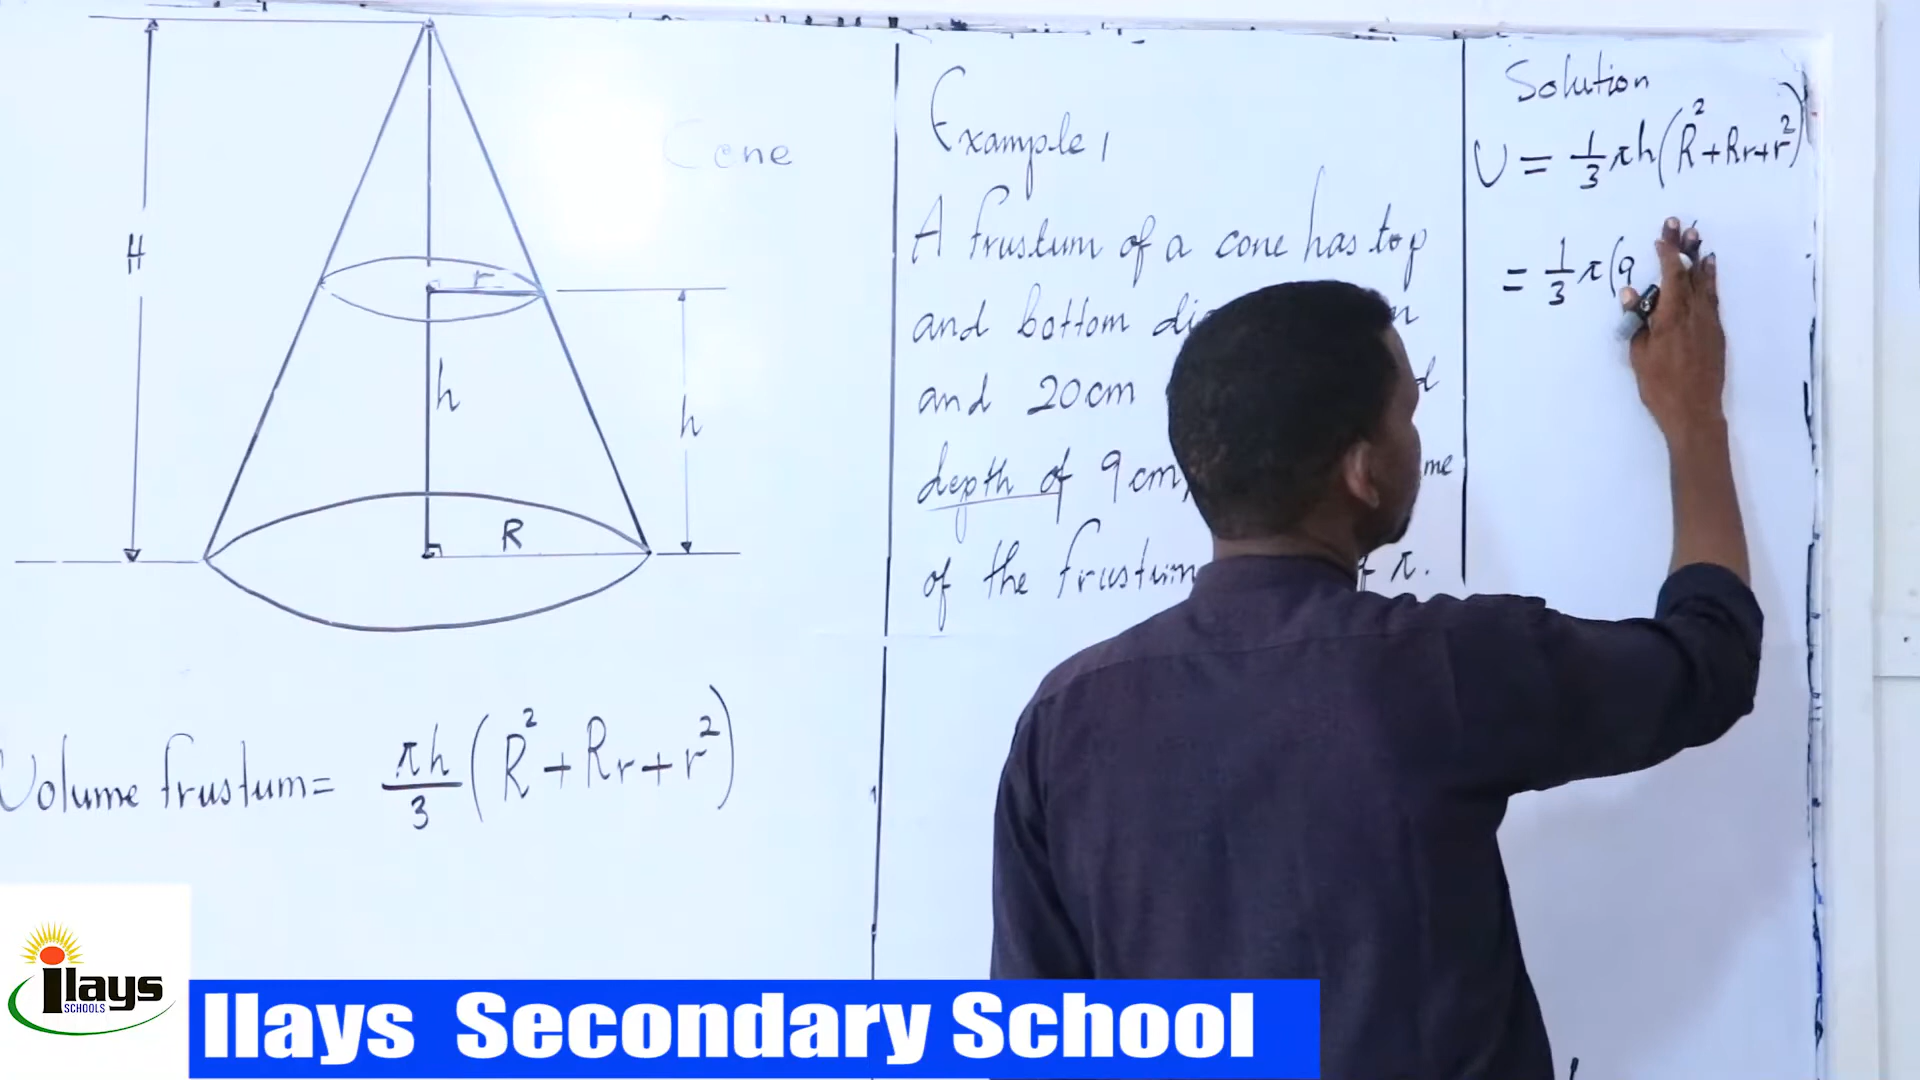 H
Cone
r
h
h
R
Volume frustum = πh/3 (R² + Rr + r²)
Example 1
A frustum of a cone has top
and bottom
and 20cm
depth of 9cm,
of the frustum π.
Solution
V = 1/3 πh(R² + Rr + r²)
= 1/3 π(9
ilays
SCHOOLS
Ilays Secondary School